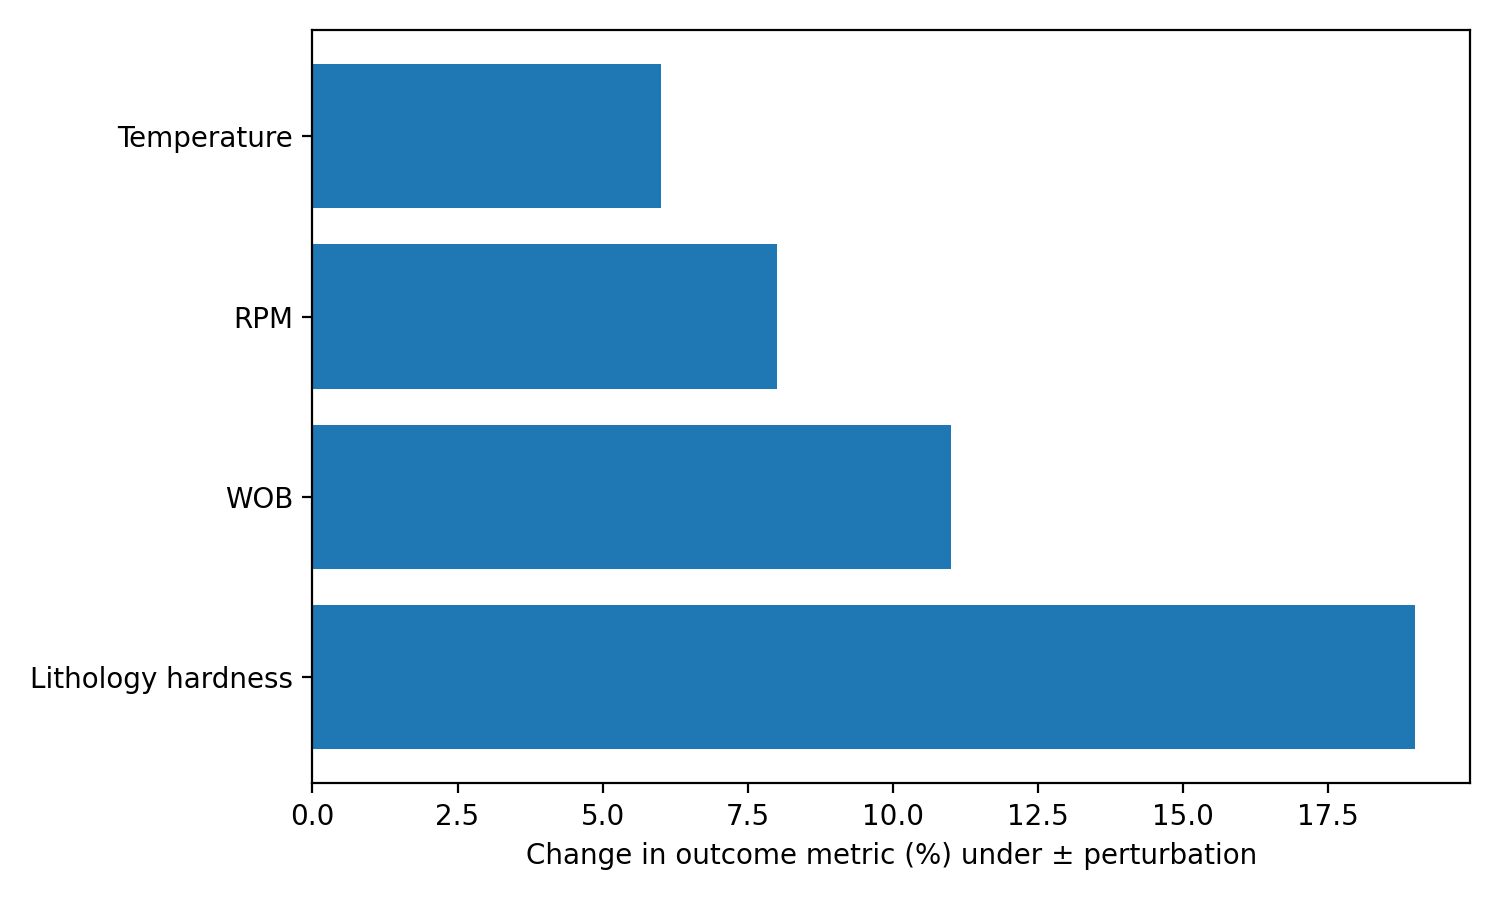 Temperature
RPM
WOB
Lithology hardness
0.0 2.5 5.0 7.5 10.0 12.5 15.0 17.5
Change in outcome metric (%) under ± perturbation